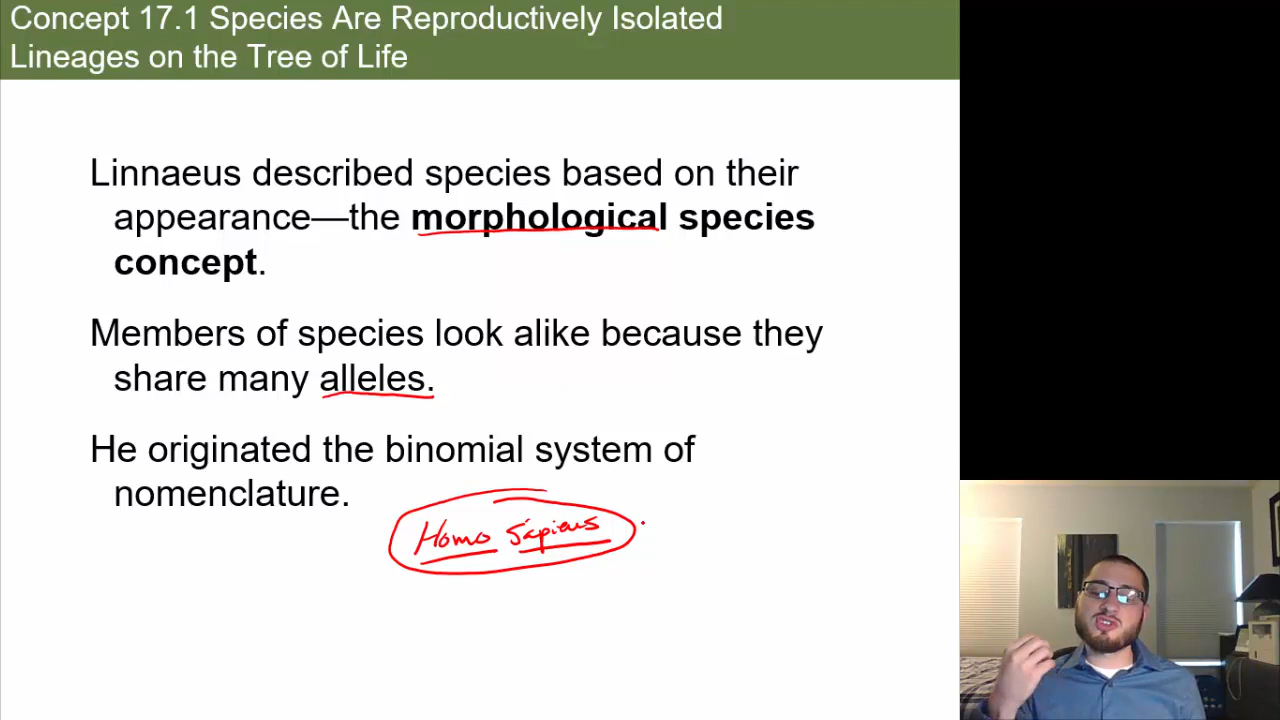 Concept 17.1 Species Are Reproductively Isolated
Lineages on the Tree of Life
Linnaeus described species based on their
appearance—the morphological species
concept.
Members of species look alike because they
share many alleles.
He originated the binomial system of
nomenclature.
Homo Sapiens